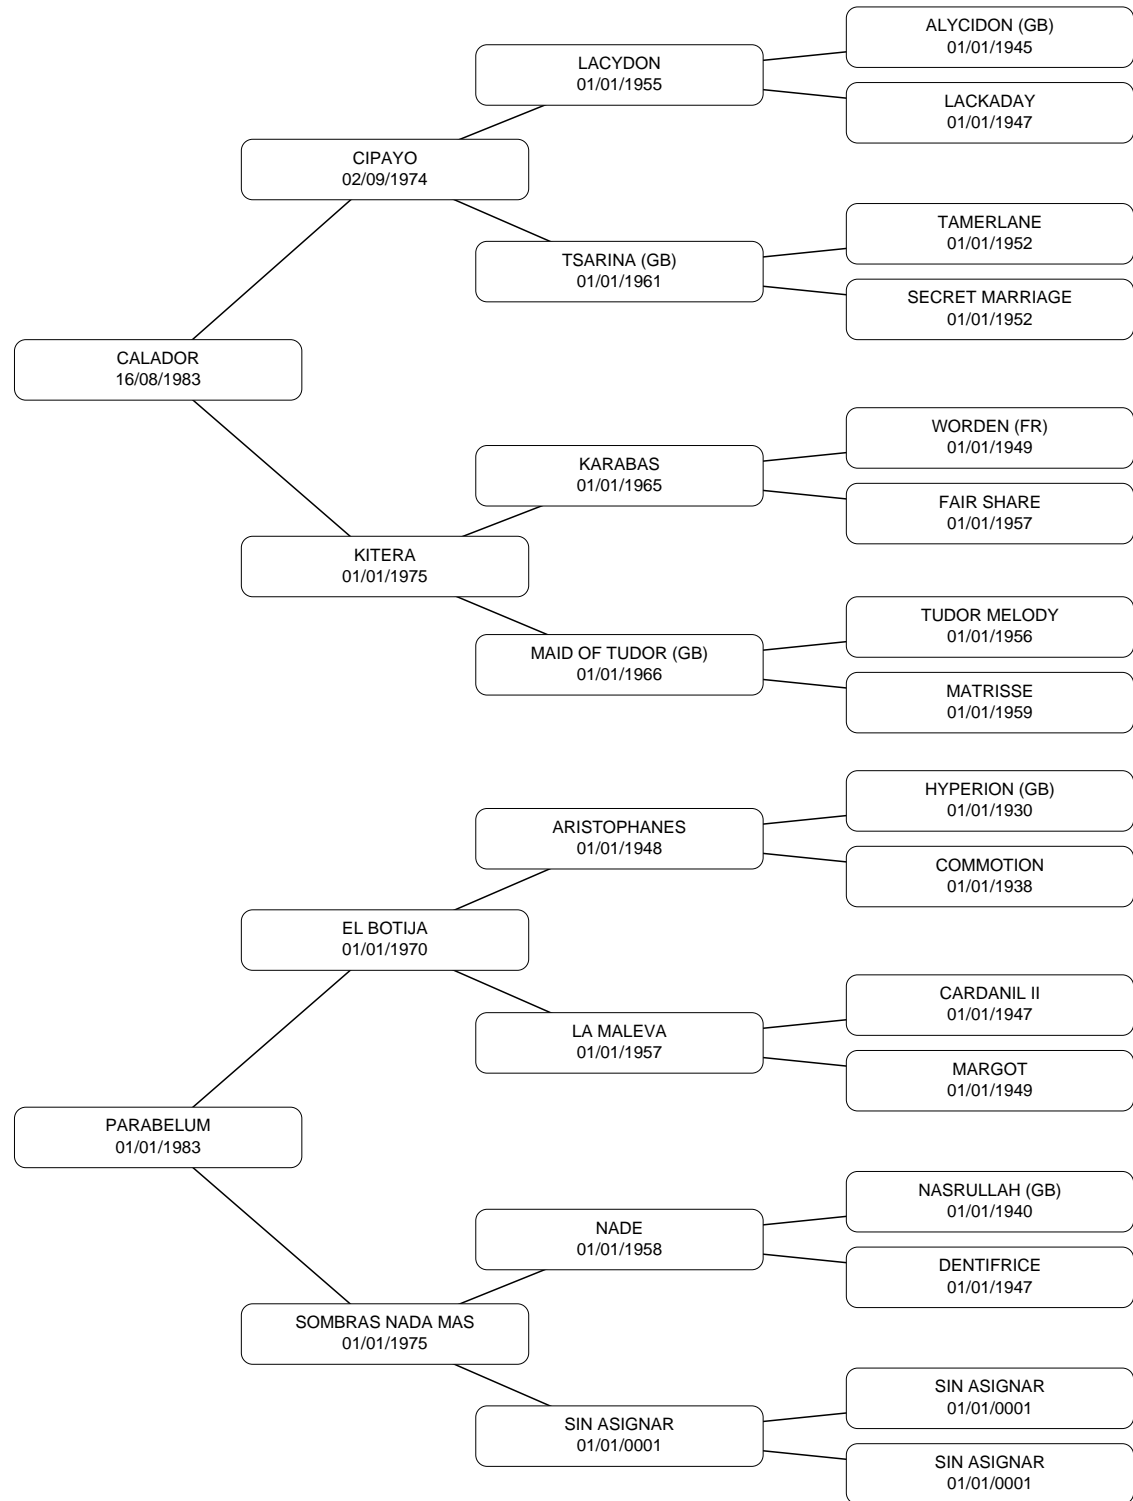 ALYCIDON (GB)
01/01/1945
LACYDON
01/01/1955
LACKADAY
01/01/1947
CIPAYO
02/09/1974
TAMERLANE
01/01/1952
TSARINA (GB)
01/01/1961
SECRET MARRIAGE
01/01/1952
CALADOR
16/08/1983
WORDEN (FR)
01/01/1949
KARABAS
01/01/1965
FAIR SHARE
01/01/1957
KITERA
01/01/1975
TUDOR MELODY
01/01/1956
MAID OF TUDOR (GB)
01/01/1966
MATRISSE
01/01/1959
HYPERION (GB)
01/01/1930
ARISTOPHANES
01/01/1948
COMMOTION
01/01/1938
EL BOTIJA
01/01/1970
CARDANIL II
01/01/1947
LA MALEVA
01/01/1957
MARGOT
01/01/1949
PARABELUM
01/01/1983
NASRULLAH (GB)
01/01/1940
NADE
01/01/1958
DENTIFRICE
01/01/1947
SOMBRAS NADA MAS
01/01/1975
SIN ASIGNAR
01/01/0001
SIN ASIGNAR
01/01/0001
SIN ASIGNAR
01/01/0001